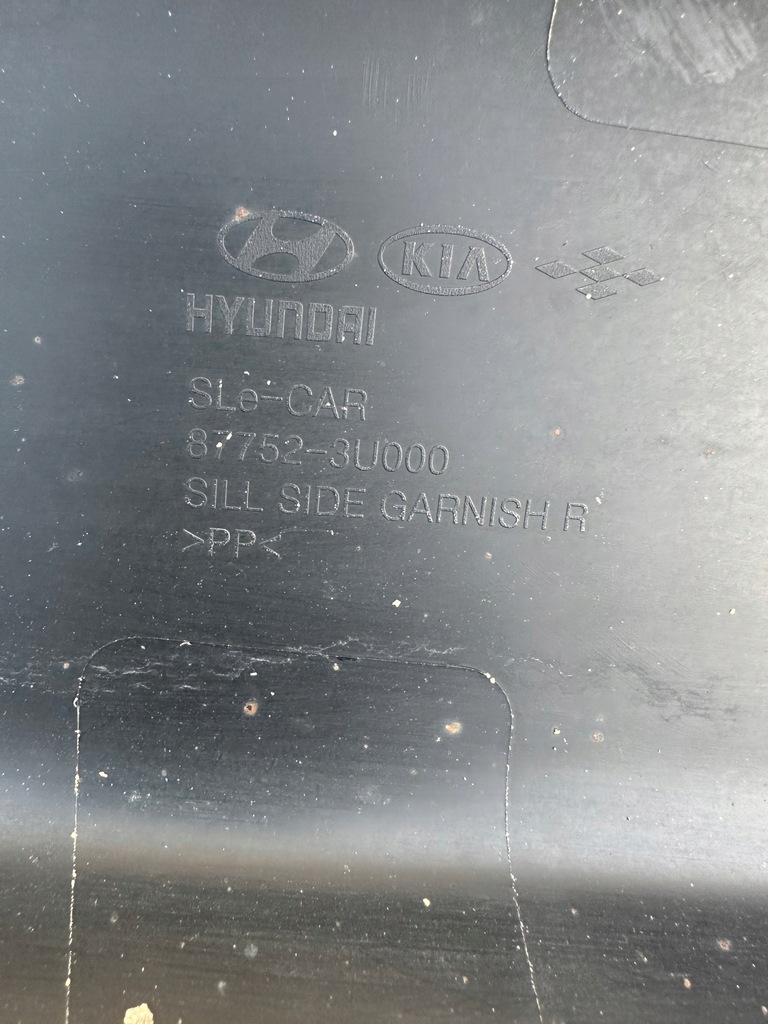 KIA
HYUNDAI
SLe-CAR
87752-3U000
SILL SIDE GARNISH R
>PP<